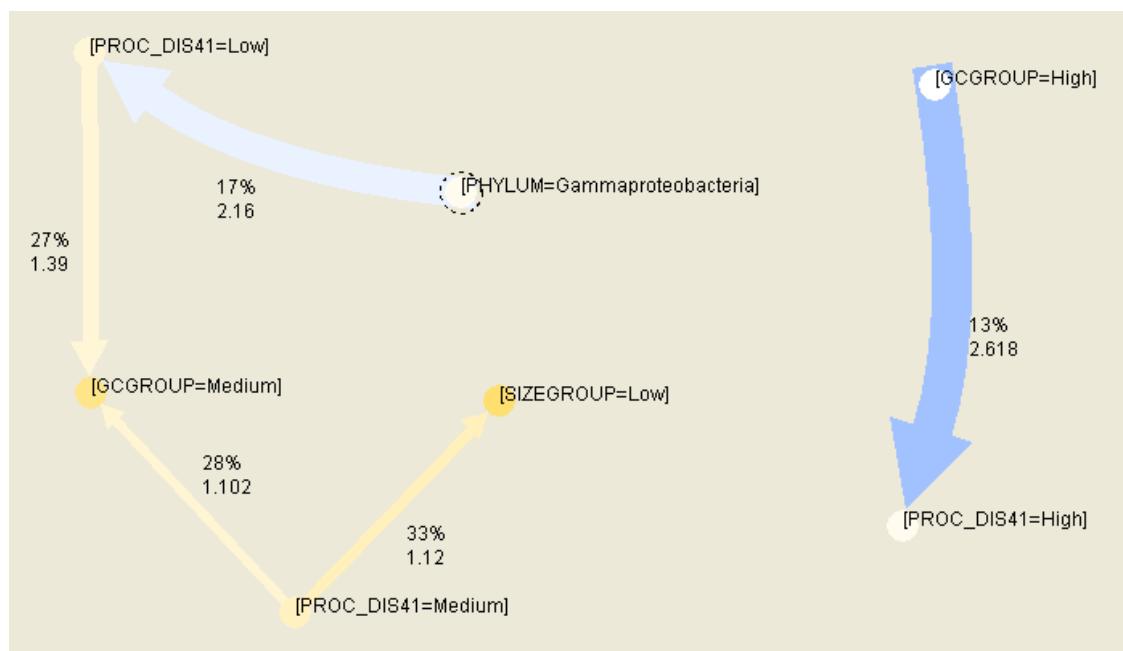 [PROC_DIS41=Low]
[GCGROUP=High]
17%
2.16
[PHYLUM=Gammaproteobacteria]
27%
1.39
13%
2.618
[GCGROUP=Medium]
[SIZEGROUP=Low]
28%
1.102
33%
1.12
[PROC_DIS41=High]
[PROC_DIS41=Medium]